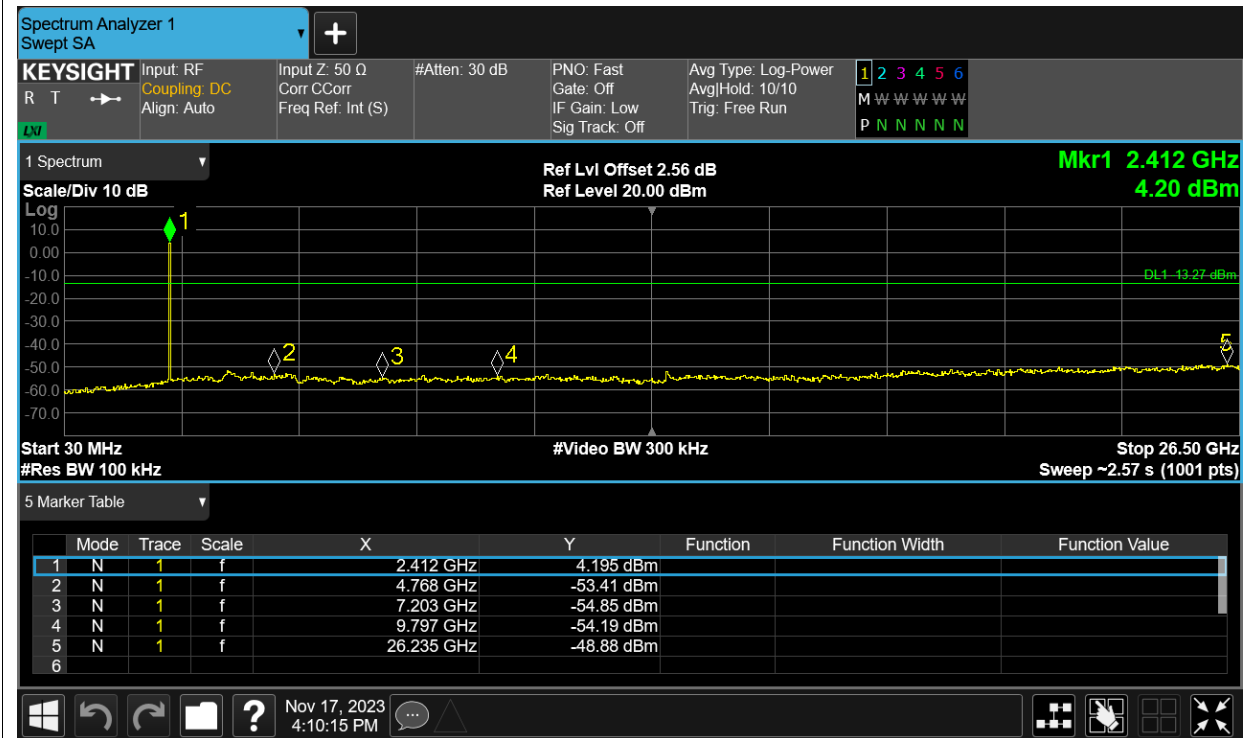 Spectrum Analyzer 1
Swept SA
+
KEYSIGHT
R T
LXI
Input: RF
Coupling: DC
Align: Auto
Input Z: 50 Ω
Corr CCorr
Freq Ref: Int (S)
#Atten: 30 dB
PNO: Fast
Gate: Off
IF Gain: Low
Sig Track: Off
Avg Type: Log-Power
Avg|Hold: 10/10
Trig: Free Run
1 2 3 4 5 6
M W W W W W W
P N N N N N N
1 Spectrum
Scale/Div 10 dB
Ref Lvl Offset 2.56 dB
Ref Level 20.00 dBm
Mkr1 2.412 GHz
4.20 dBm
Log
10.0
0.00
-10.0
-20.0
-30.0
-40.0
-50.0
-60.0
-70.0
1
2
3
4
5
DL1 -13.27 dBm
Start 30 MHz
#Res BW 100 kHz
#Video BW 300 kHz
Stop 26.50 GHz
Sweep ~2.57 s (1001 pts)
5 Marker Table
Mode Trace Scale X Y Function Function Width Function Value
1 N 1 f 2.412 GHz 4.195 dBm
2 N 1 f 4.768 GHz -53.41 dBm
3 N 1 f 7.203 GHz -54.85 dBm
4 N 1 f 9.797 GHz -54.19 dBm
5 N 1 f 26.235 GHz -48.88 dBm
6
?
Nov 17, 2023
4:10:15 PM